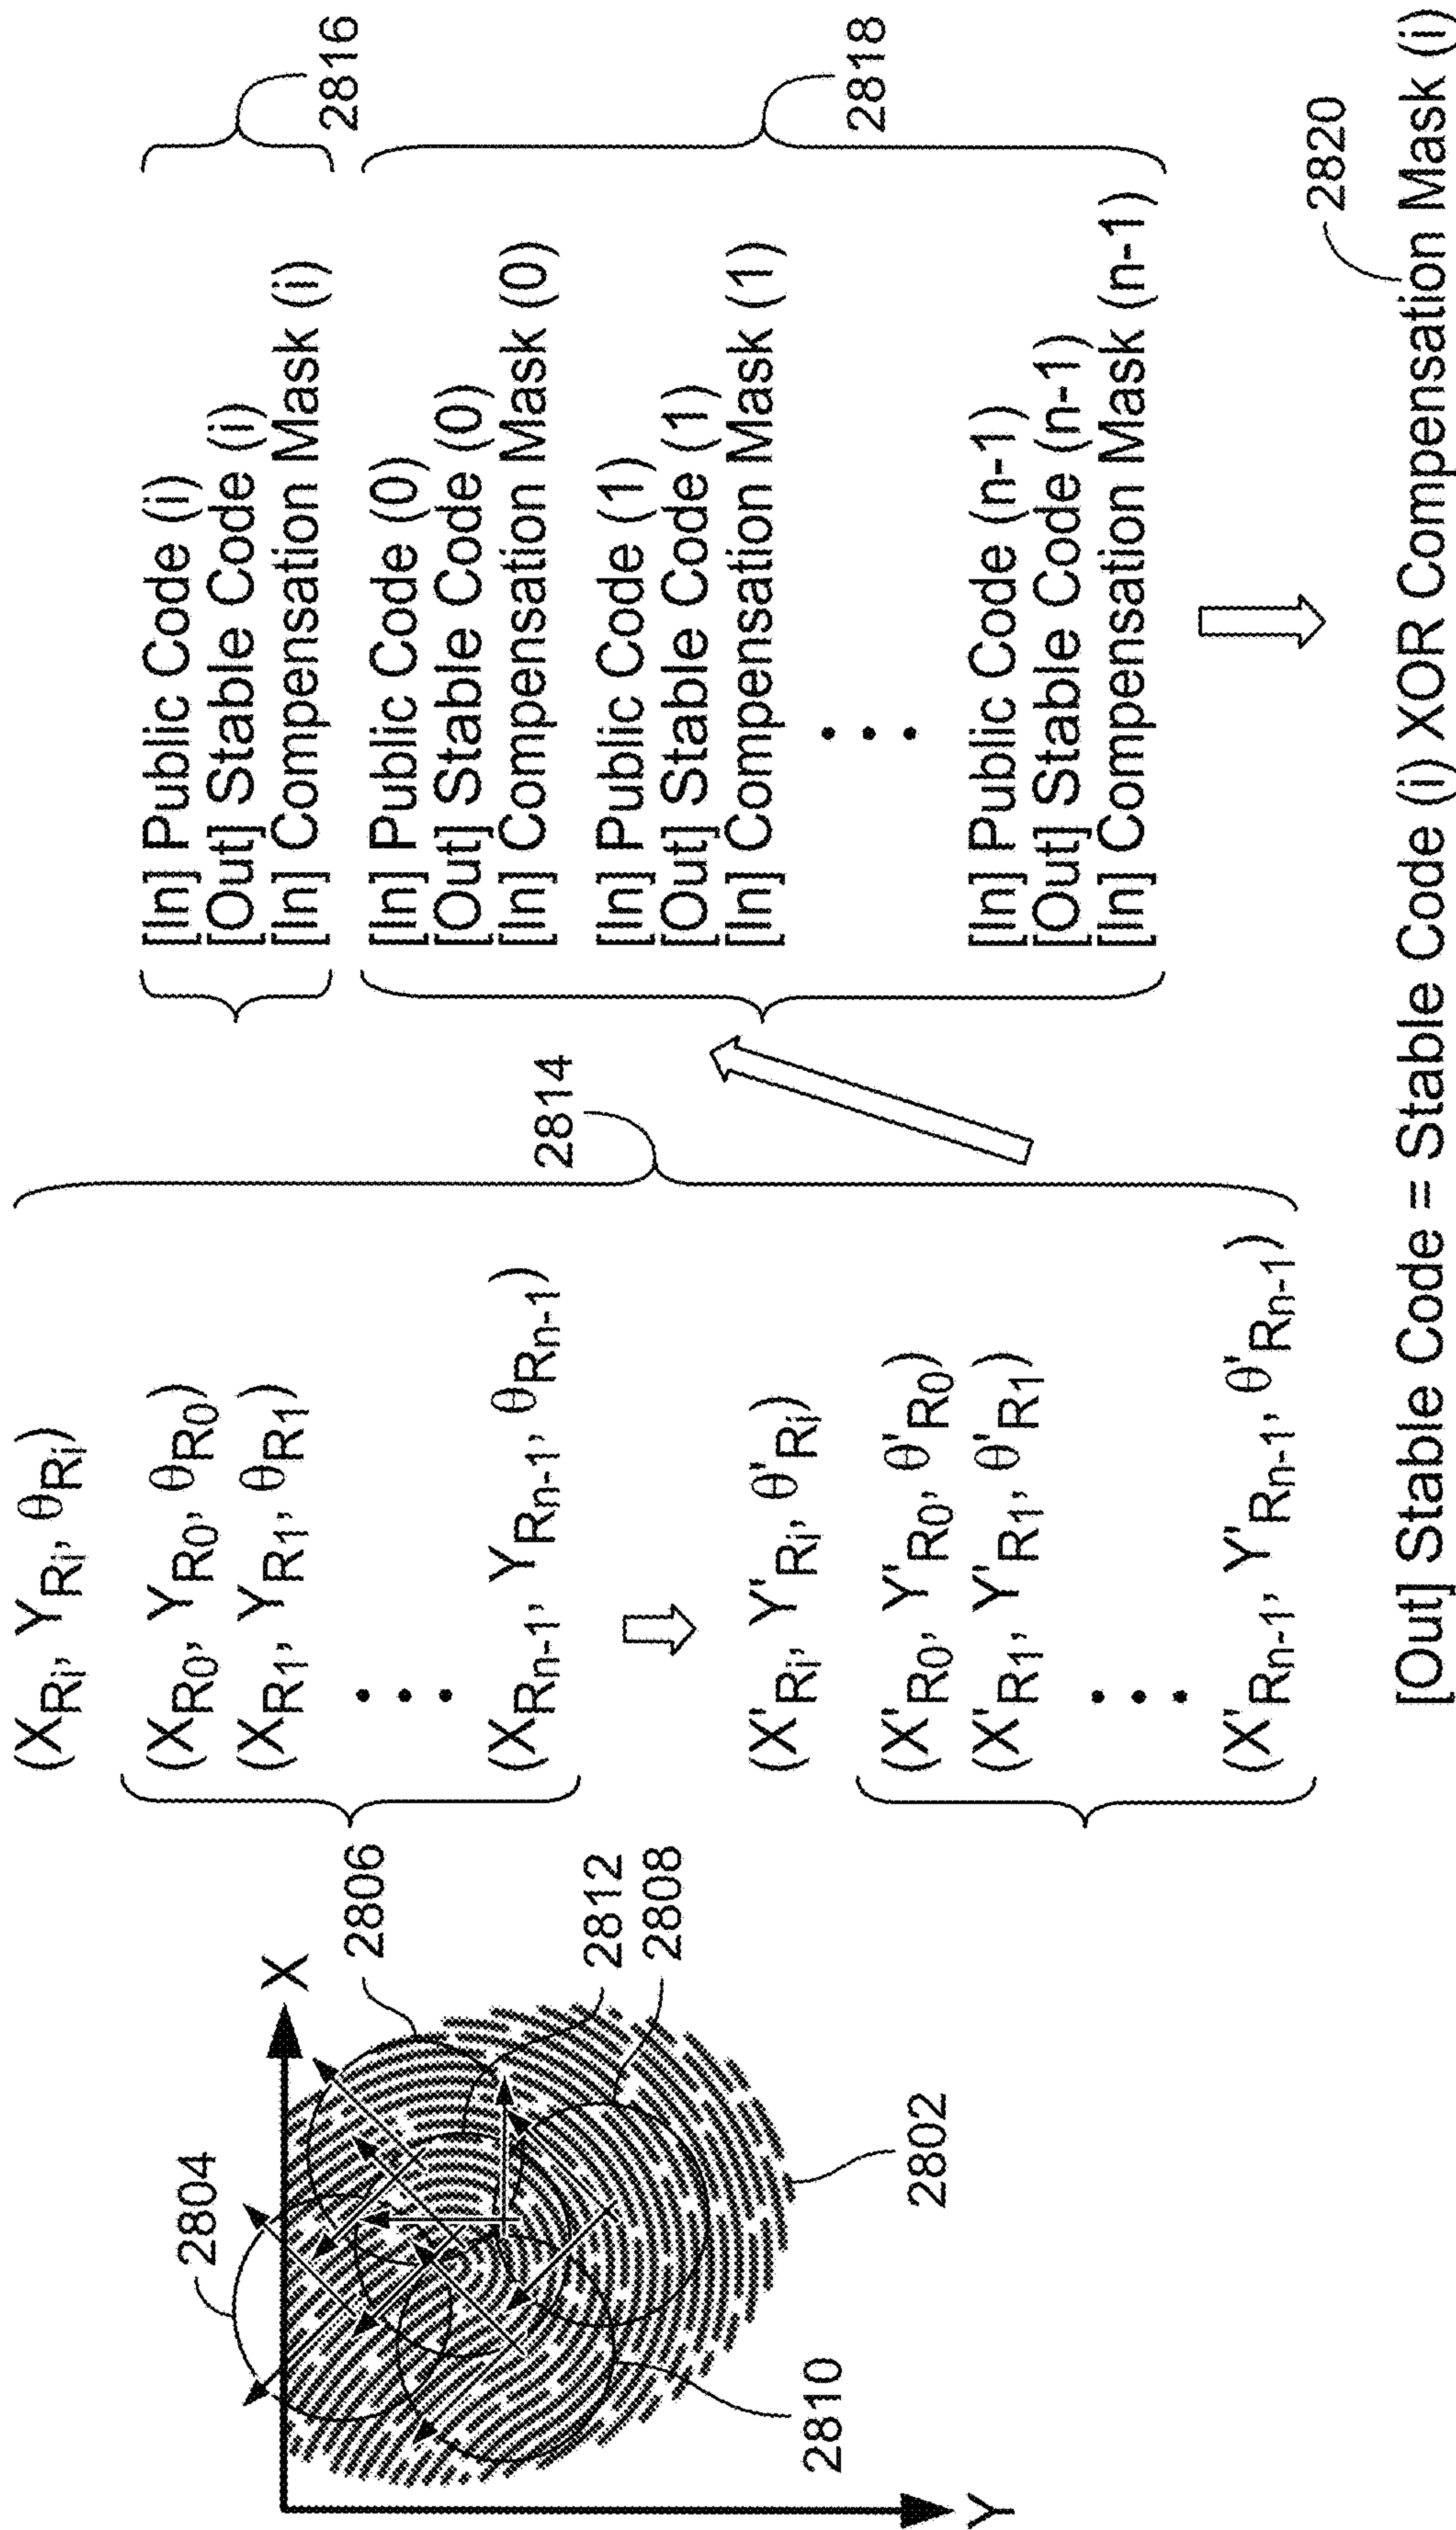 2804
X
2806
2812
2808
2802
2810
Y
(X_{R_i}, Y_{R_i}, θ_{R_i})
(X_{R_0}, Y_{R_0}, θ_{R_0})
(X_{R_1}, Y_{R_1}, θ_{R_1})
• • •
(X_{R_{n-1}}, Y_{R_{n-1}}, θ_{R_{n-1}})
(X'_{R_i}, Y'_{R_i}, θ'_{R_i})
(X'_{R_0}, Y'_{R_0}, θ'_{R_0})
(X'_{R_1}, Y'_{R_1}, θ'_{R_1})
• • •
(X'_{R_{n-1}}, Y'_{R_{n-1}}, θ'_{R_{n-1}})
2814
[In] Public Code (i)
[Out] Stable Code (i)
[In] Compensation Mask (i)
2816
[In] Public Code (0)
[Out] Stable Code (0)
[In] Compensation Mask (0)
[In] Public Code (1)
[Out] Stable Code (1)
[In] Compensation Mask (1)
• • •
[In] Public Code (n-1)
[Out] Stable Code (n-1)
[In] Compensation Mask (n-1)
2818
2820
[Out] Stable Code = Stable Code (i) XOR Compensation Mask (i)